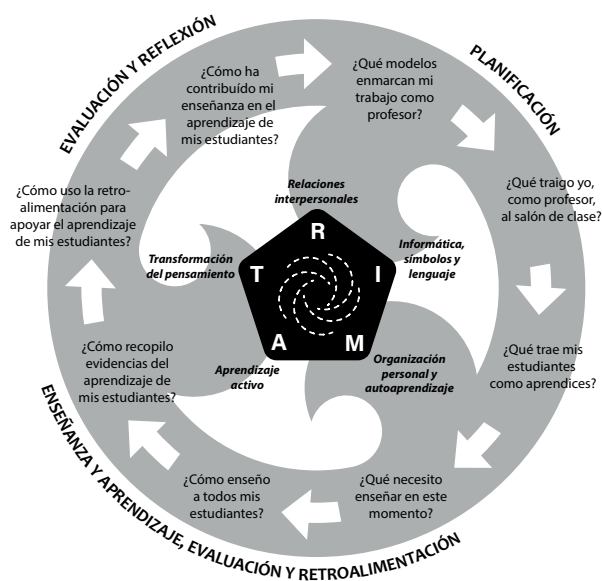 EVALUACIÓN Y REFLEXIÓN
PLANIFICACIÓN
¿Qué modelos
enmarcan mi
trabajo como
profesor?
¿Qué traigo yo,
como profesor,
al salón de clase?
¿Qué trae mis
estudiantes
como aprendices?
¿Qué necesito
enseñar en este
momento?
¿Cómo enseño
a todos mis
estudiantes?
¿Cómo recopilo
evidencias del
aprendizaje de
mis estudiantes?
¿Cómo uso la retro-
alimentación para
apoyar el aprendizaje
de mis estudiantes?
¿Cómo ha
contribuído mi
enseñanza en el
aprendizaje de
mis estudiantes?
Relaciones
interpersonales
R
Informática,
símbolos y
lenguaje
I
Organización
personal y
autoaprendizaje
M
Aprendizaje
activo
A
Transformación
del pensamiento
T
ENSEÑANZA Y APRENDIZAJE, EVALUACIÓN Y RETROALIMENTACIÓN